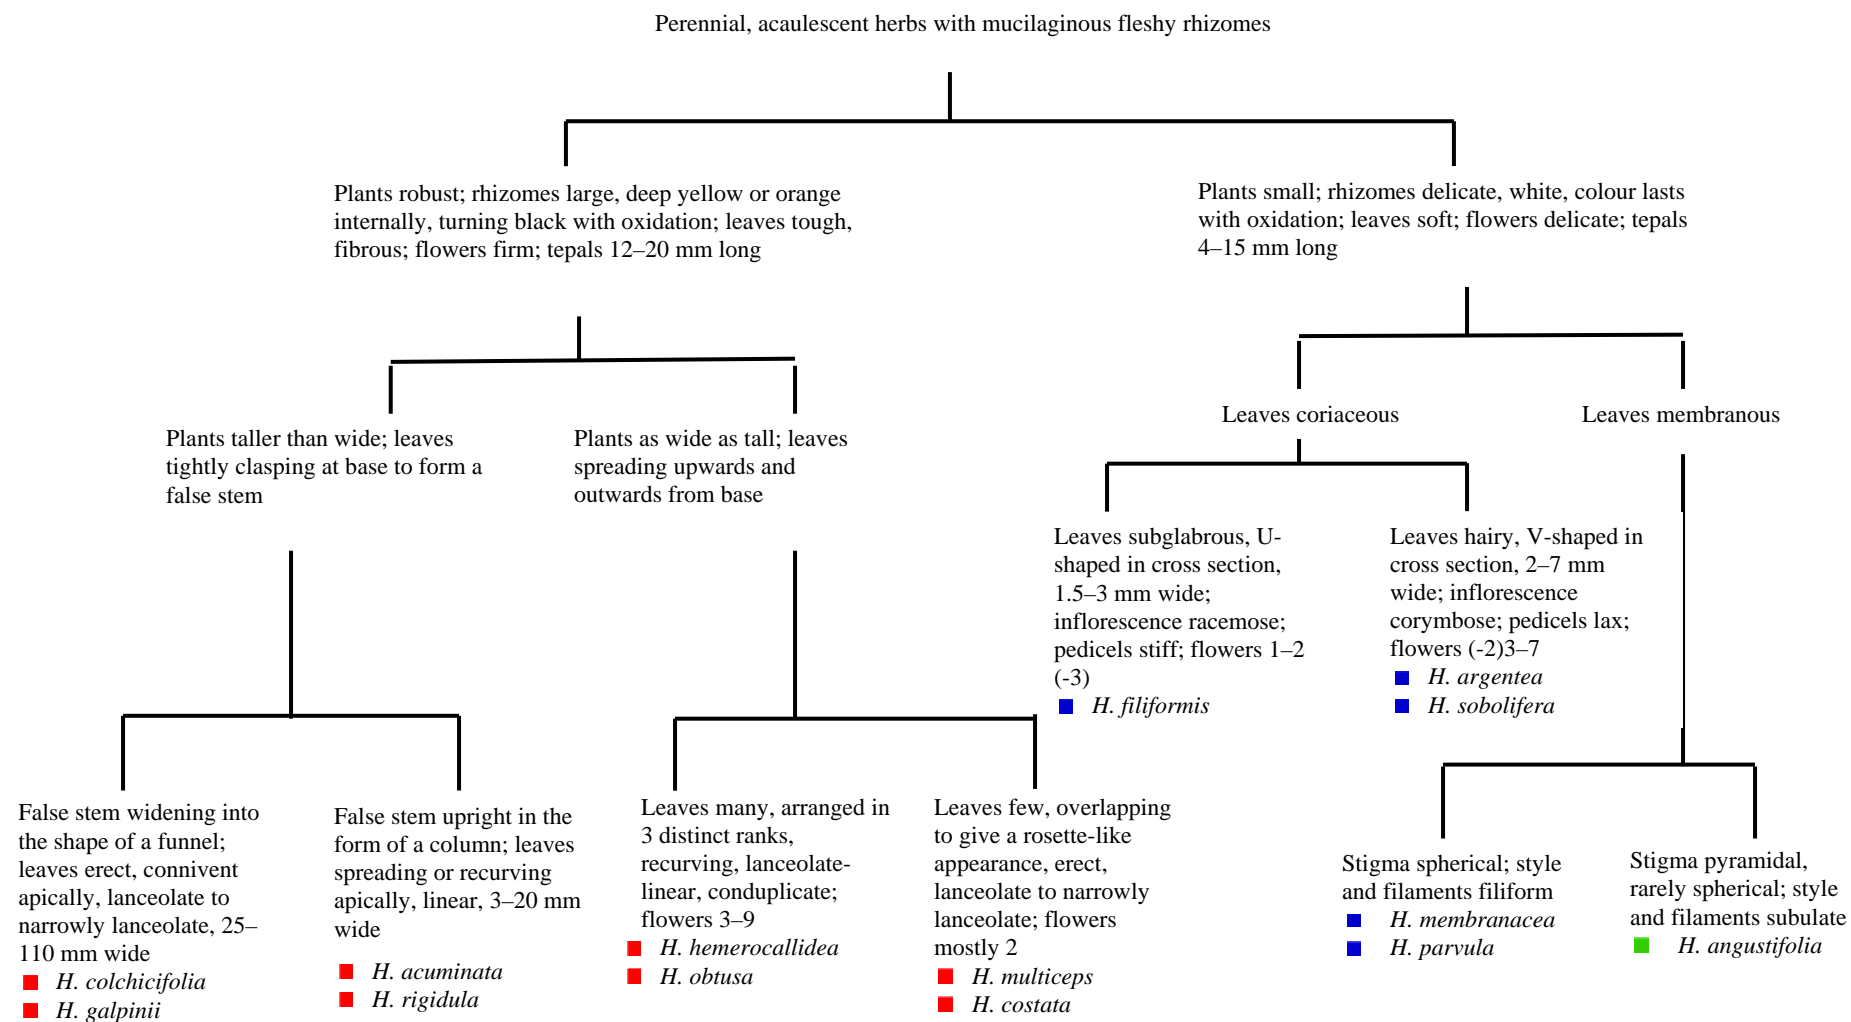 Perennial, acaulescent herbs with mucilaginous fleshy rhizomes
Plants robust; rhizomes large, deep yellow or orange
internally, turning black with oxidation; leaves tough,
fibrous; flowers firm; tepals 12–20 mm long
Plants small; rhizomes delicate, white, colour lasts
with oxidation; leaves soft; flowers delicate; tepals
4–15 mm long
Plants taller than wide; leaves
tightly clasping at base to form a
false stem
Plants as wide as tall; leaves
spreading upwards and
outwards from base
Leaves coriaceous
Leaves membranous
Leaves subglabrous, U-
shaped in cross section,
1.5–3 mm wide;
inflorescence racemose;
pedicels stiff; flowers 1–2
(-3)
H. filiformis
Leaves hairy, V-shaped in
cross section, 2–7 mm
wide; inflorescence
corymbose; pedicels lax;
flowers (-2)3–7
H. argentea
H. sobolifera
False stem widening into
the shape of a funnel;
leaves erect, connivent
apically, lanceolate to
narrowly lanceolate, 25–
110 mm wide
H. colchicifolia
H. galpinii
False stem upright in the
form of a column; leaves
spreading or recurving
apically, linear, 3–20 mm
wide
H. acuminata
H. rigidula
Leaves many, arranged in
3 distinct ranks,
recurving, lanceolate-
linear, conduplicate;
flowers 3–9
H. hemerocallidea
H. obtusa
Leaves few, overlapping
to give a rosette-like
appearance, erect,
lanceolate to narrowly
lanceolate; flowers
mostly 2
H. multiceps
H. costata
Stigma spherical; style
and filaments filiform
H. membranacea
H. parvula
Stigma pyramidal,
rarely spherical; style
and filaments subulate
H. angustifolia